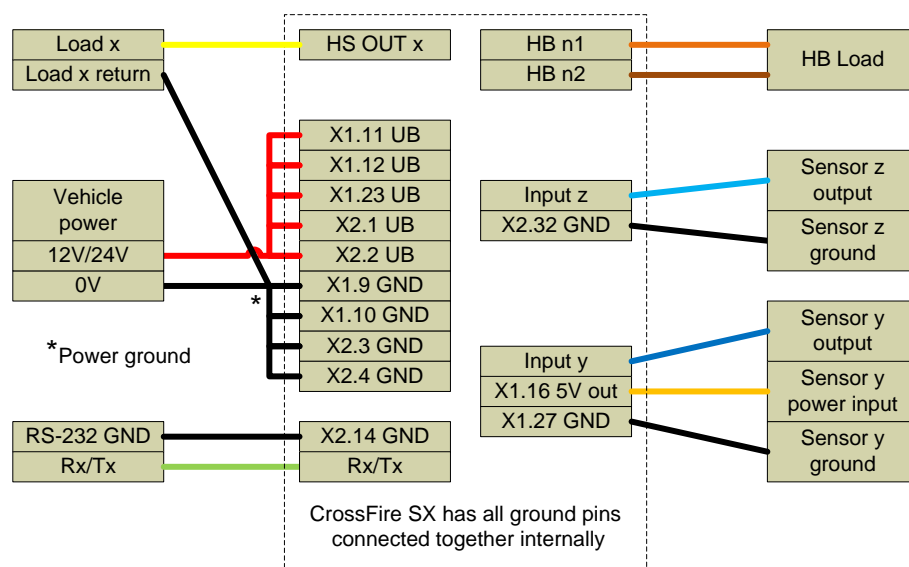 Load x
Load x return
HS OUT x
HB n1
HB n2
HB Load
X1.11 UB
X1.12 UB
X1.23 UB
X2.1 UB
X2.2 UB
X1.9 GND
X1.10 GND
X2.3 GND
X2.4 GND
Vehicle
power
12V/24V
0V
*
*Power ground
Input z
X2.32 GND
Sensor z
output
Sensor z
ground
Input y
X1.16 5V out
X1.27 GND
Sensor y
output
Sensor y
power input
Sensor y
ground
RS-232 GND
Rx/Tx
X2.14 GND
Rx/Tx
CrossFire SX has all ground pins
connected together internally